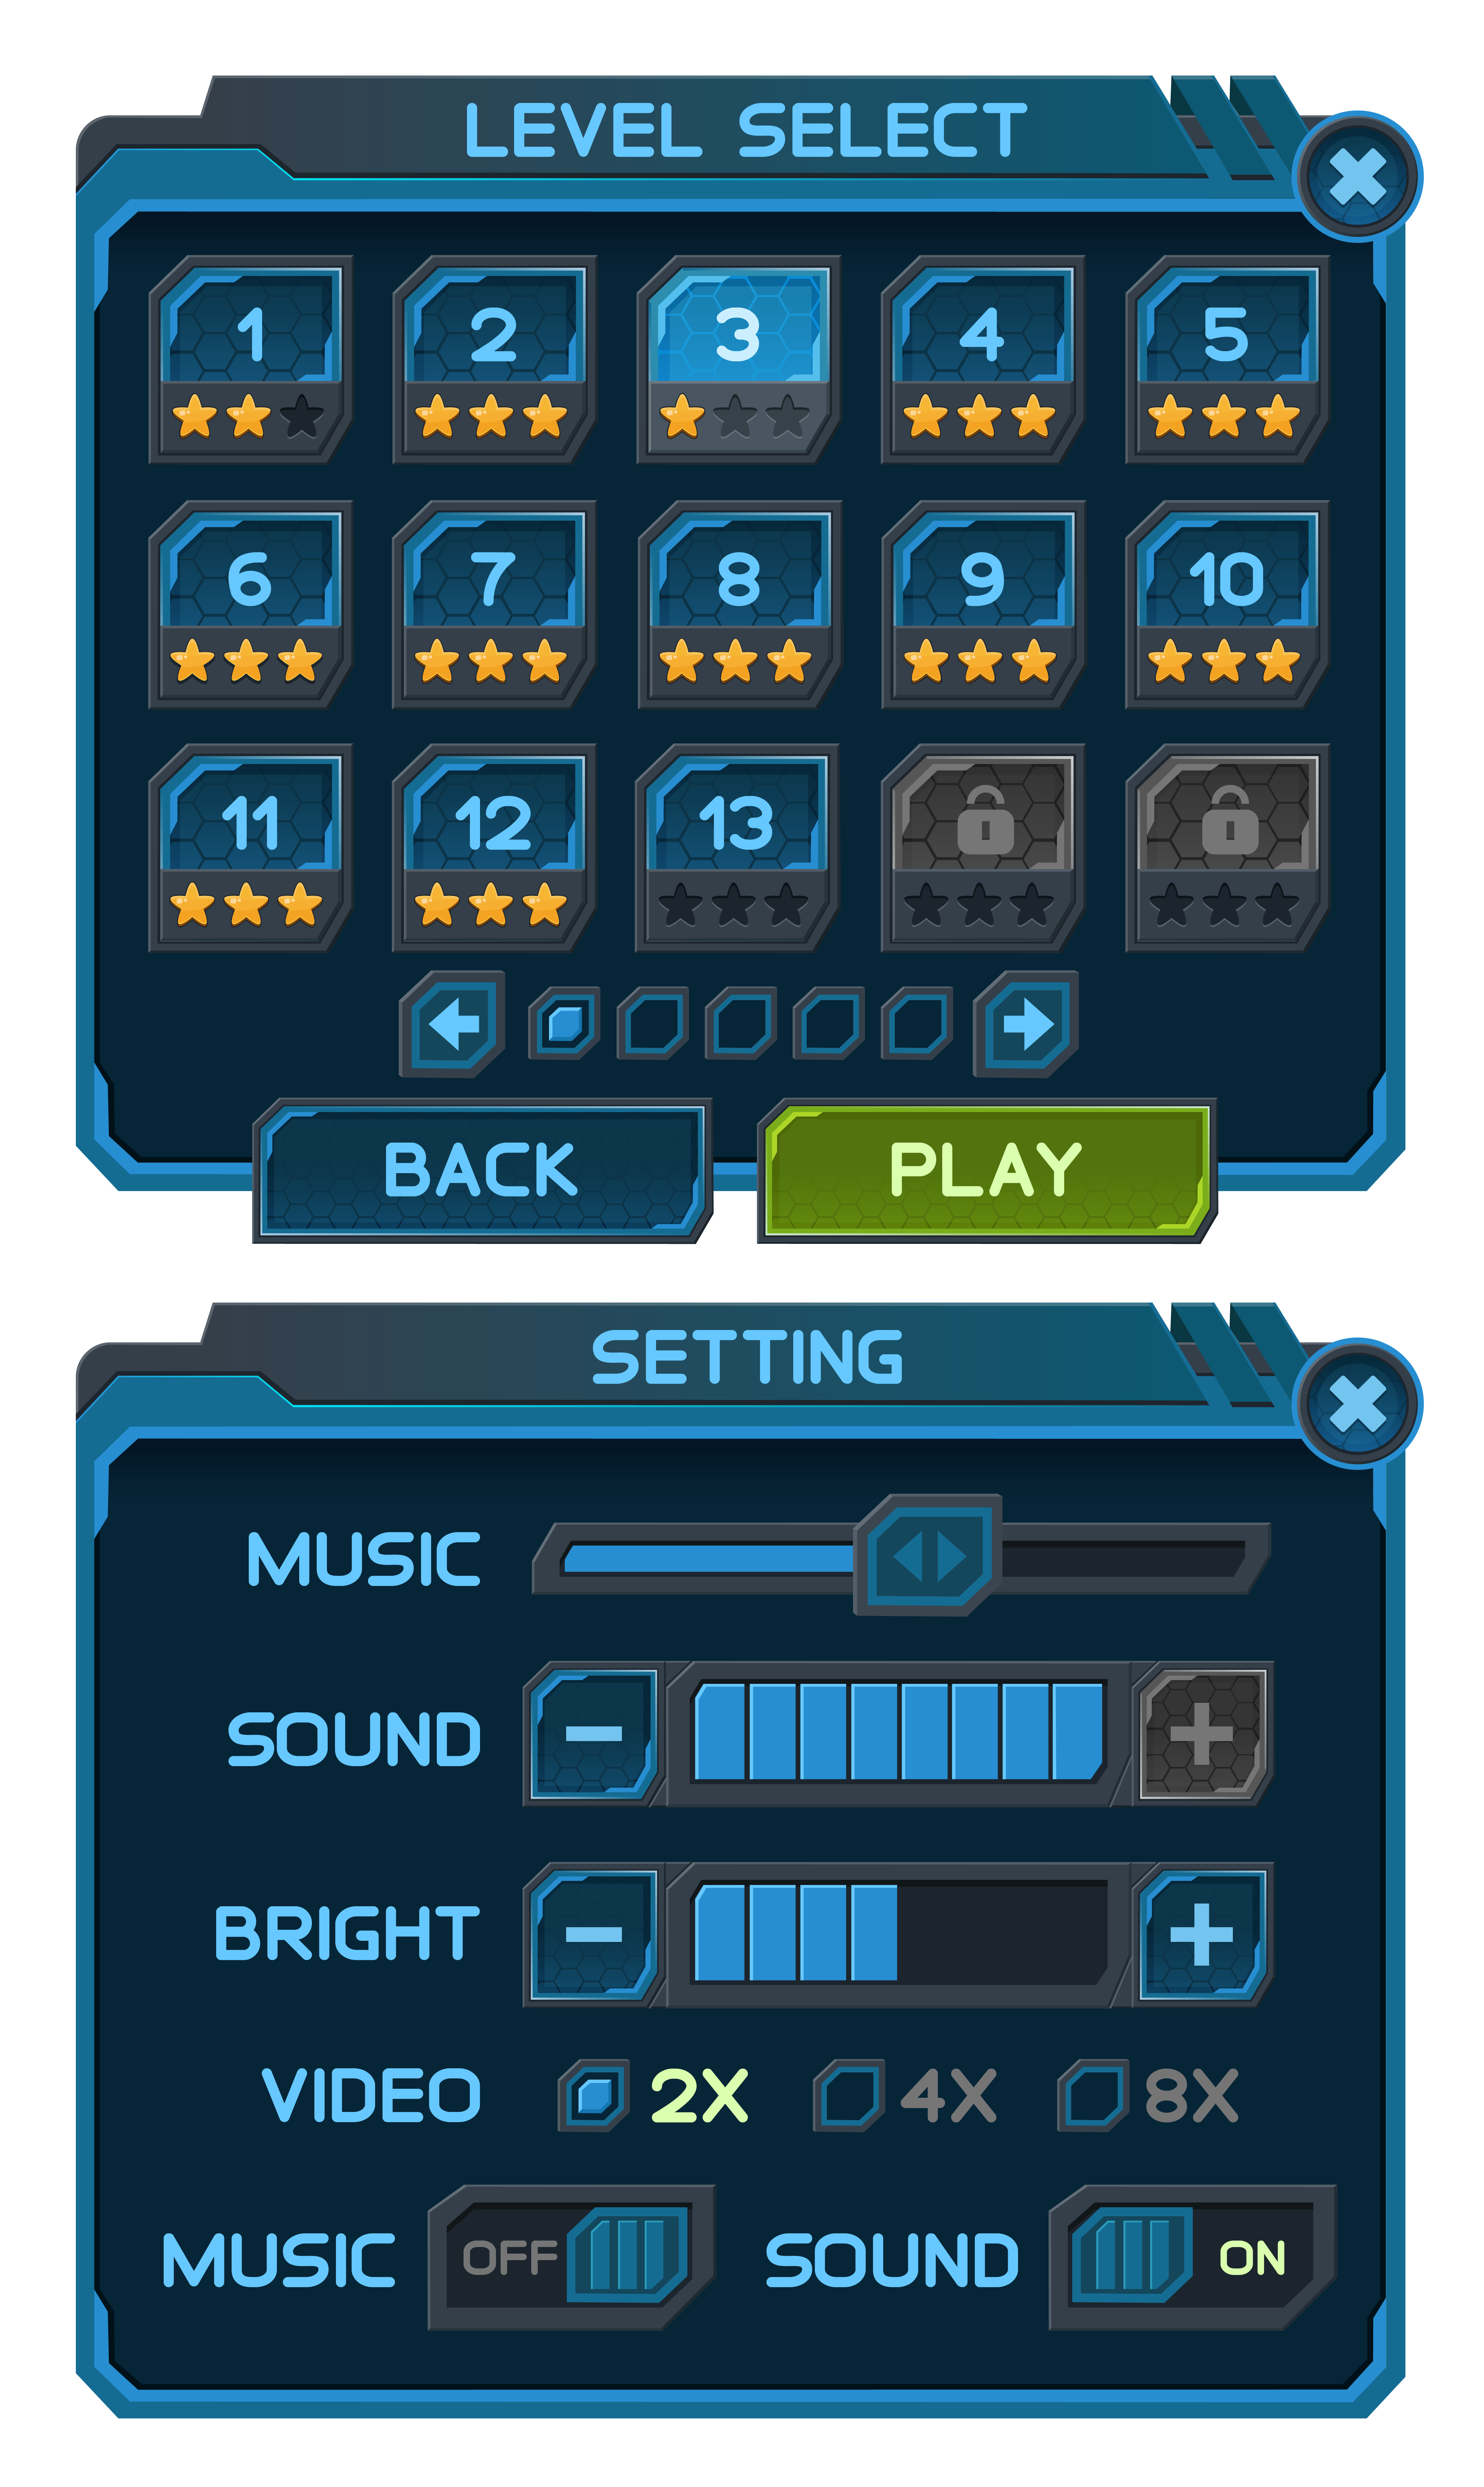 LEVEL SELECT
1 2 3 4 5
6 7 8 9 10
11 12 13
BACK PLAY
SETTING
MUSIC
SOUND
BRIGHT
VIDEO 2X 4X 8X
MUSIC OFF SOUND ON